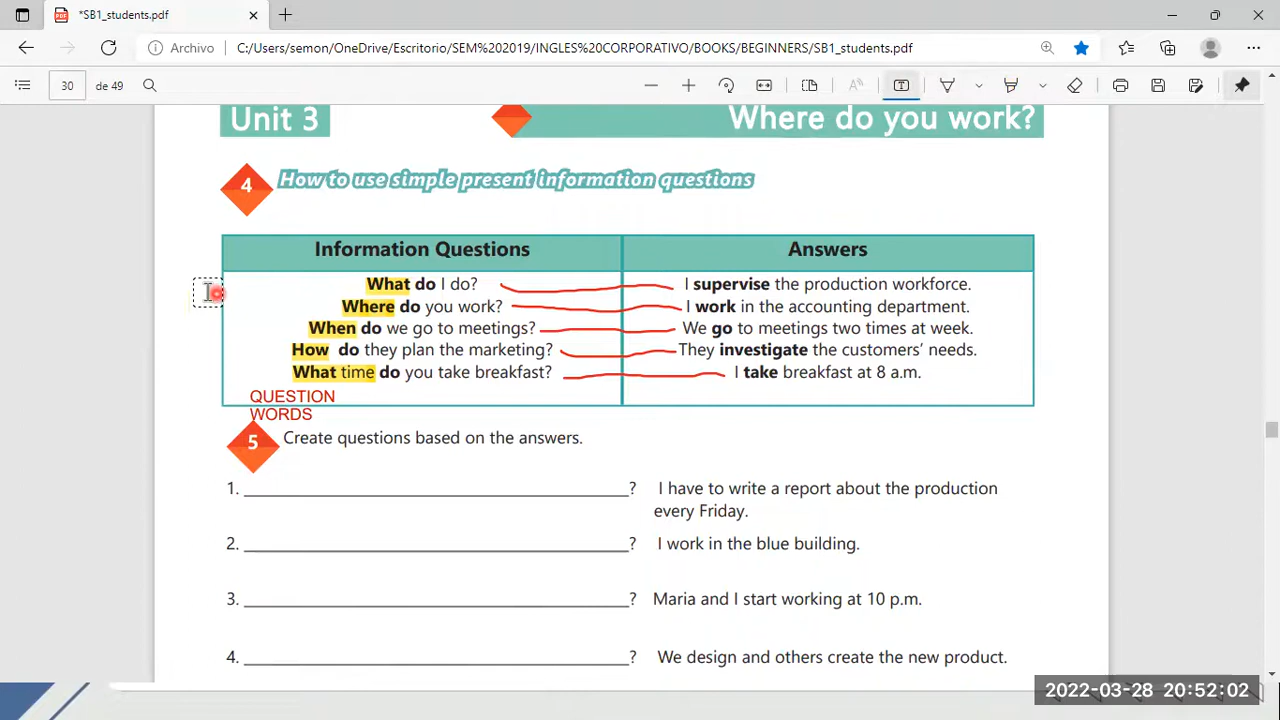 *SB1_students.pdf
Archivo C:/Users/semon/OneDrive/Escritorio/SEM%202019/INGLES%20CORPORATIVO/BOOKS/BEGINNERS/SB1_students.pdf
30 de 49
Unit 3 Where do you work?
4 How to use simple present information questions
Information Questions Answers
What do I do? I supervise the production workforce.
Where do you work? I work in the accounting department.
When do we go to meetings? We go to meetings two times at week.
How do they plan the marketing? They investigate the customers' needs.
What time do you take breakfast? I take breakfast at 8 a.m.
QUESTION
WORDS
5 Create questions based on the answers.
1. ? I have to write a report about the production
every Friday.
2. ? I work in the blue building.
3. ? Maria and I start working at 10 p.m.
4. ? We design and others create the new product.
2022-03-28 20:52:02